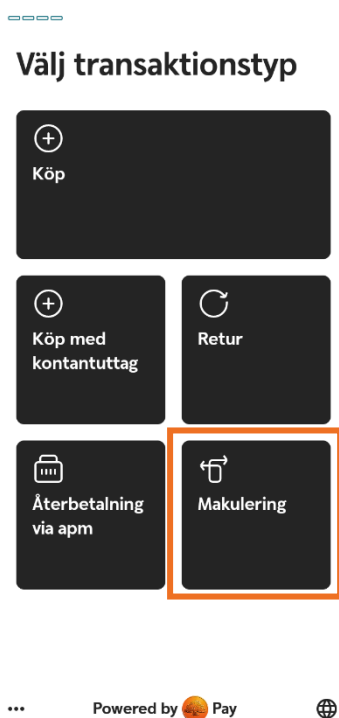 Välj transaktionstyp
Köp
Köp med
kontantuttag
Retur
Återbetalning
via apm
Makulering
Powered by Pay